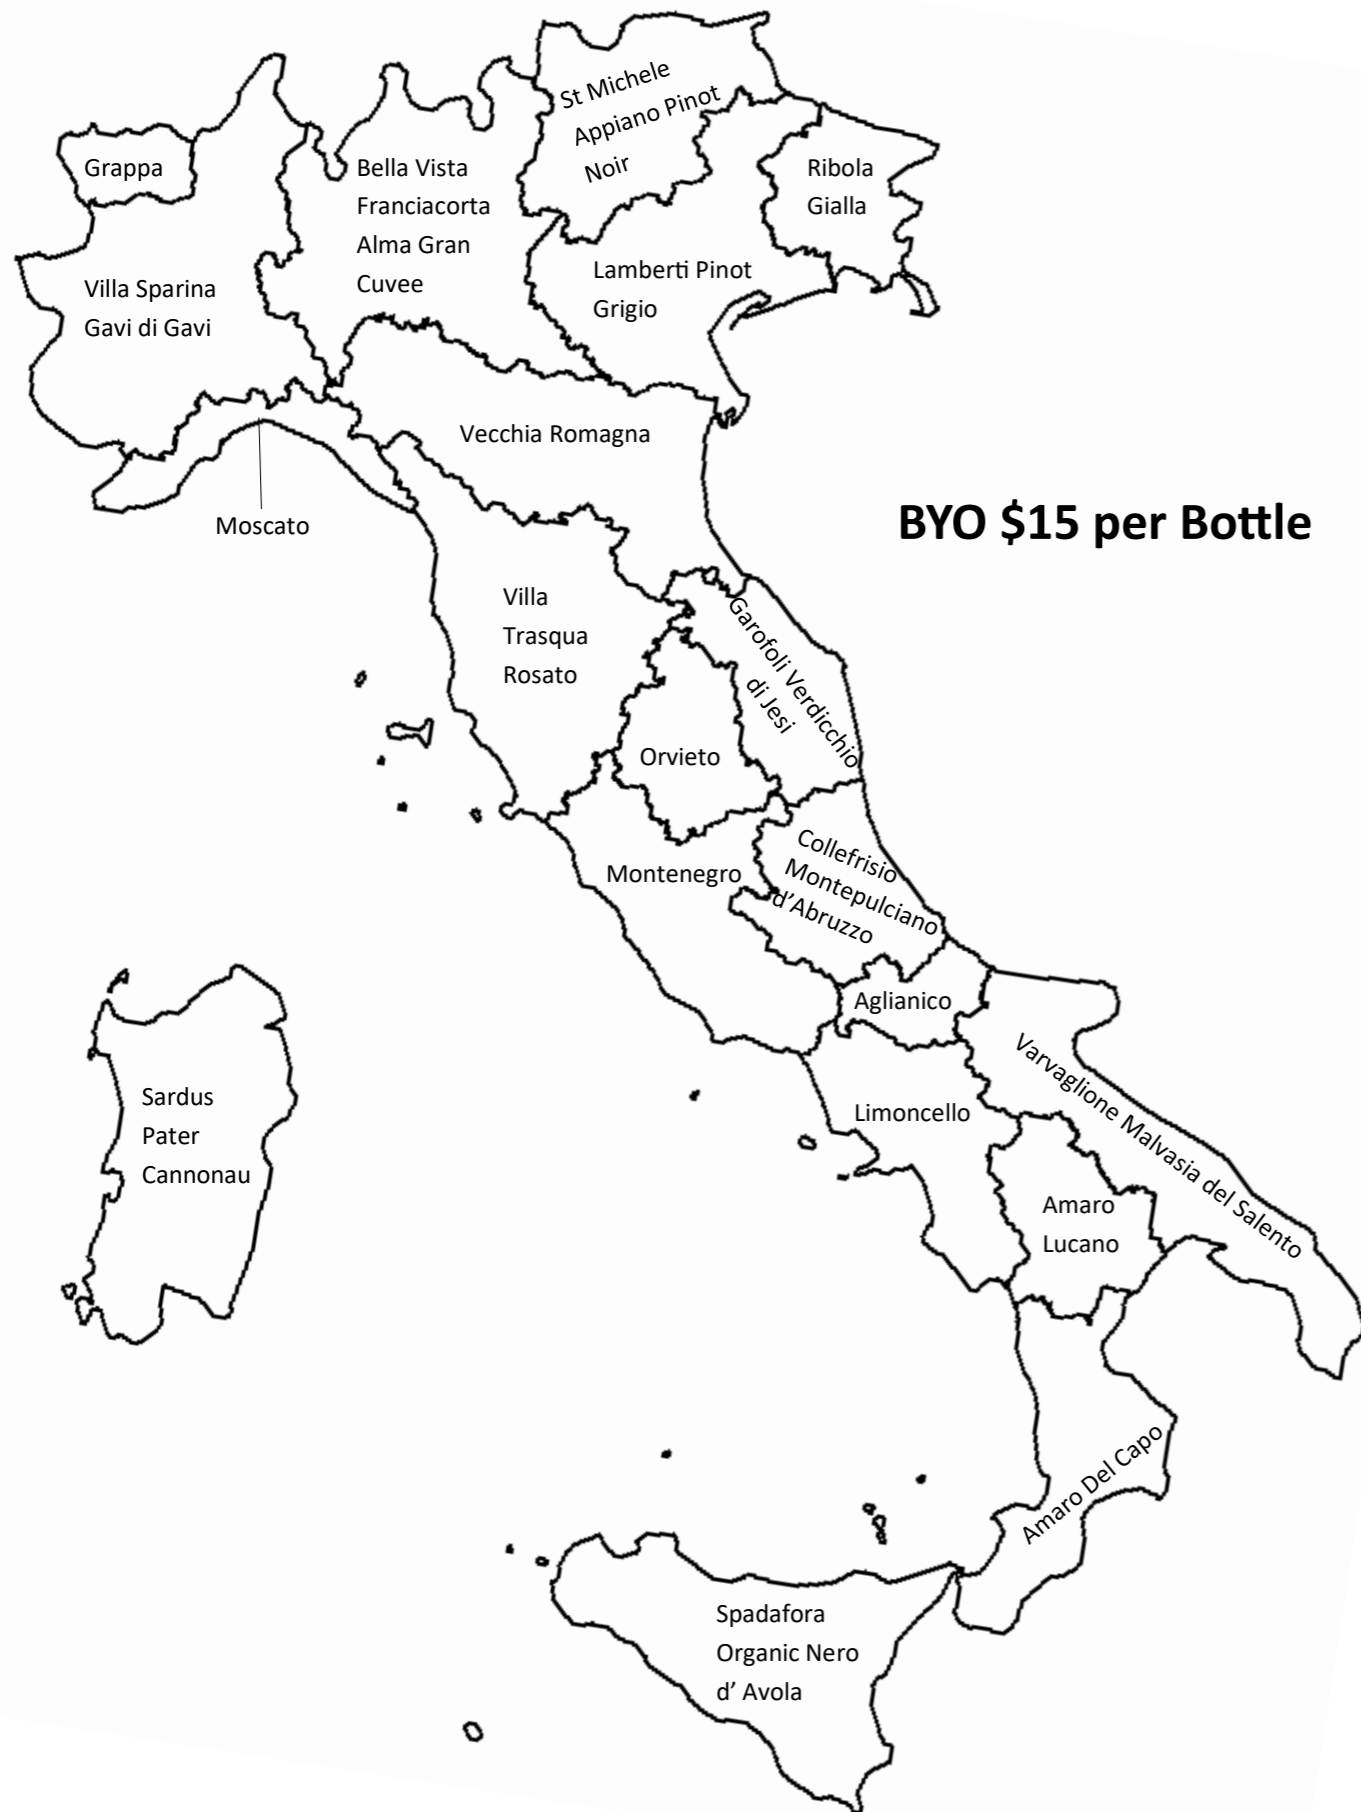 St Michele
Appiano Pinot
Noir
Grappa
Bella Vista
Franciacorta
Alma Gran
Cuvee
Ribola
Gialla
Villa Sparina
Gavi di Gavi
Lamberti Pinot
Grigio
Vecchia Romagna
Moscato
BYO $15 per Bottle
Villa
Trasqua
Rosato
Garofoli Verdicchio
di Jesi
Orvieto
Montenegro
Collefrisio
Montepulciano
d'Abruzzo
Aglianico
Sardus
Pater
Cannonau
Limoncello
Varvaglione Malvasia del Salento
Amaro
Lucano
Amaro Del Capo
Spadafora
Organic Nero
d' Avola